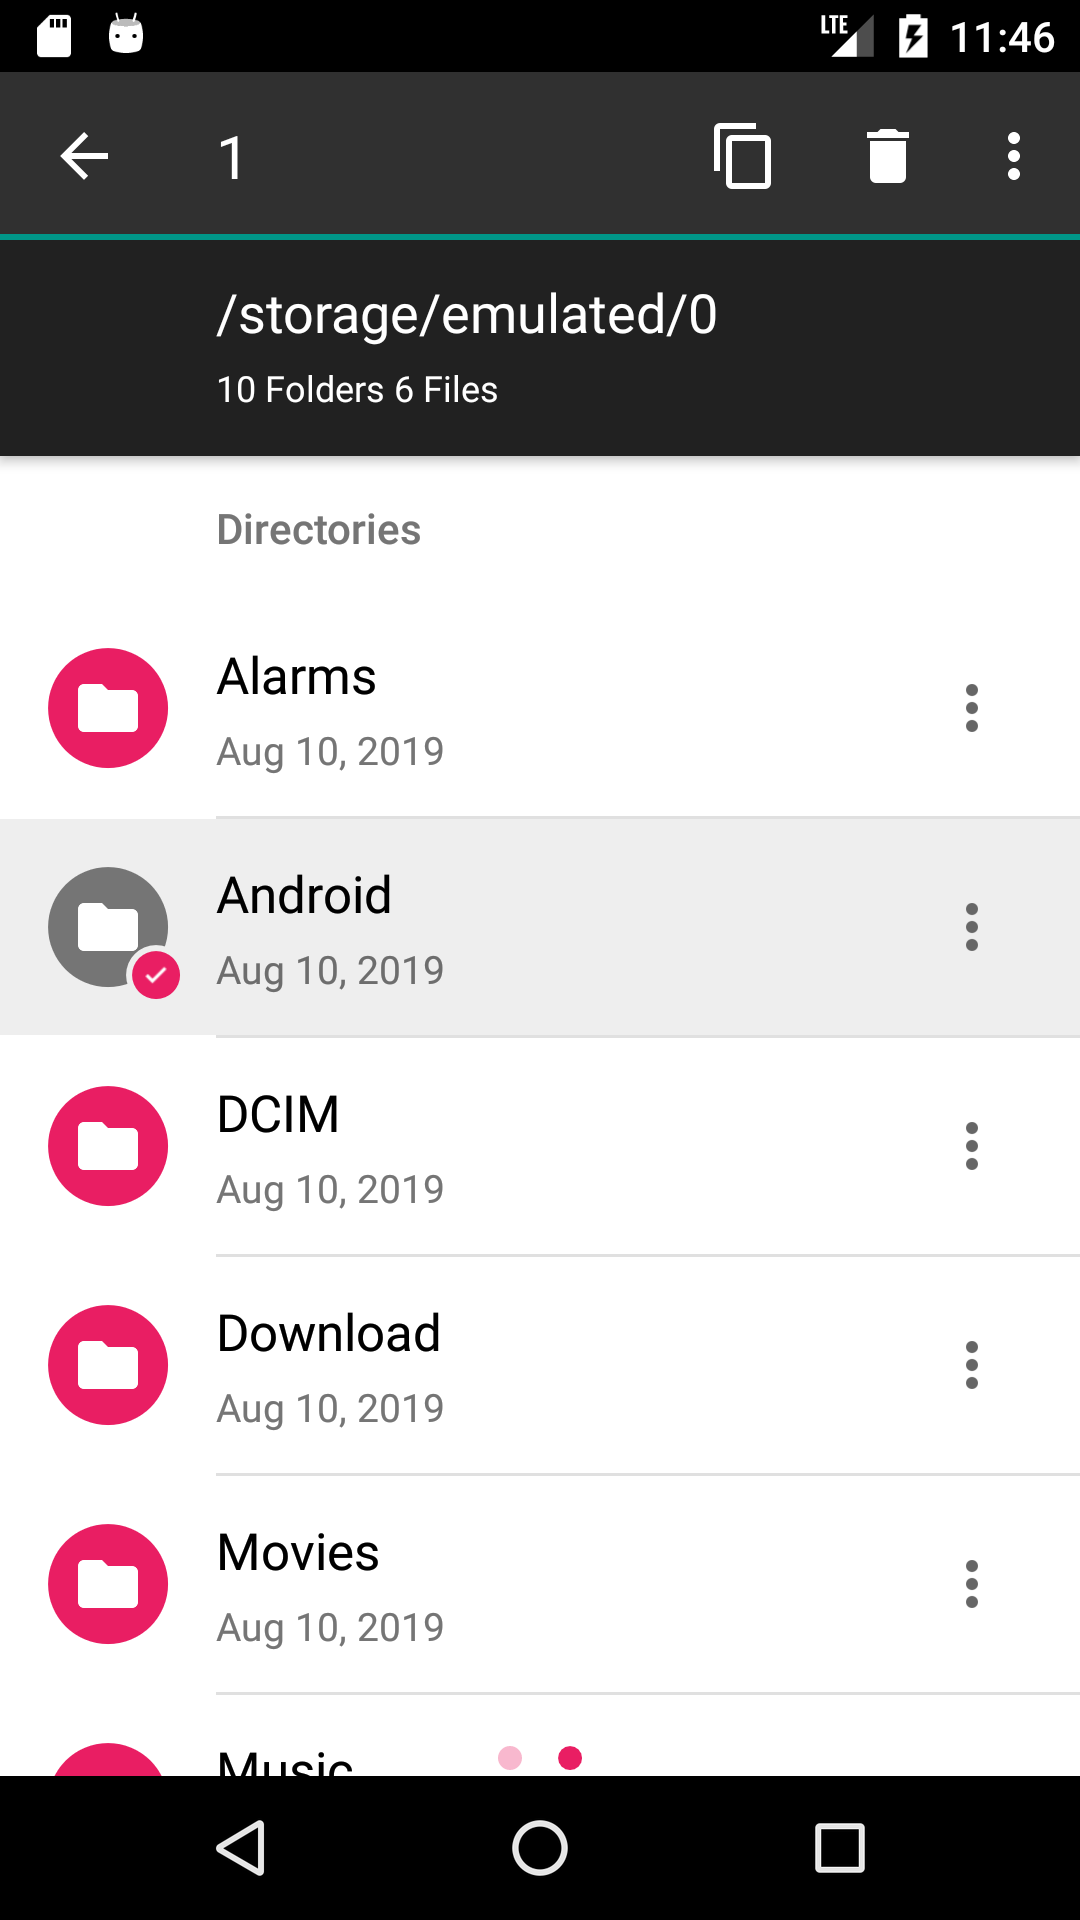 LTE 11:46
1
/storage/emulated/0
10 Folders 6 Files
Directories
Alarms
Aug 10, 2019
Android
Aug 10, 2019
DCIM
Aug 10, 2019
Download
Aug 10, 2019
Movies
Aug 10, 2019
Music